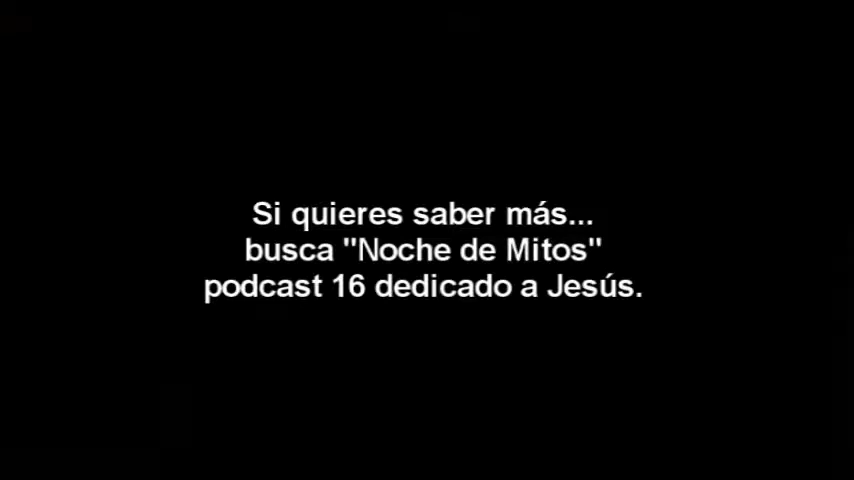 Si quieres saber más...
busca "Noche de Mitos"
podcast 16 dedicado a Jesús.